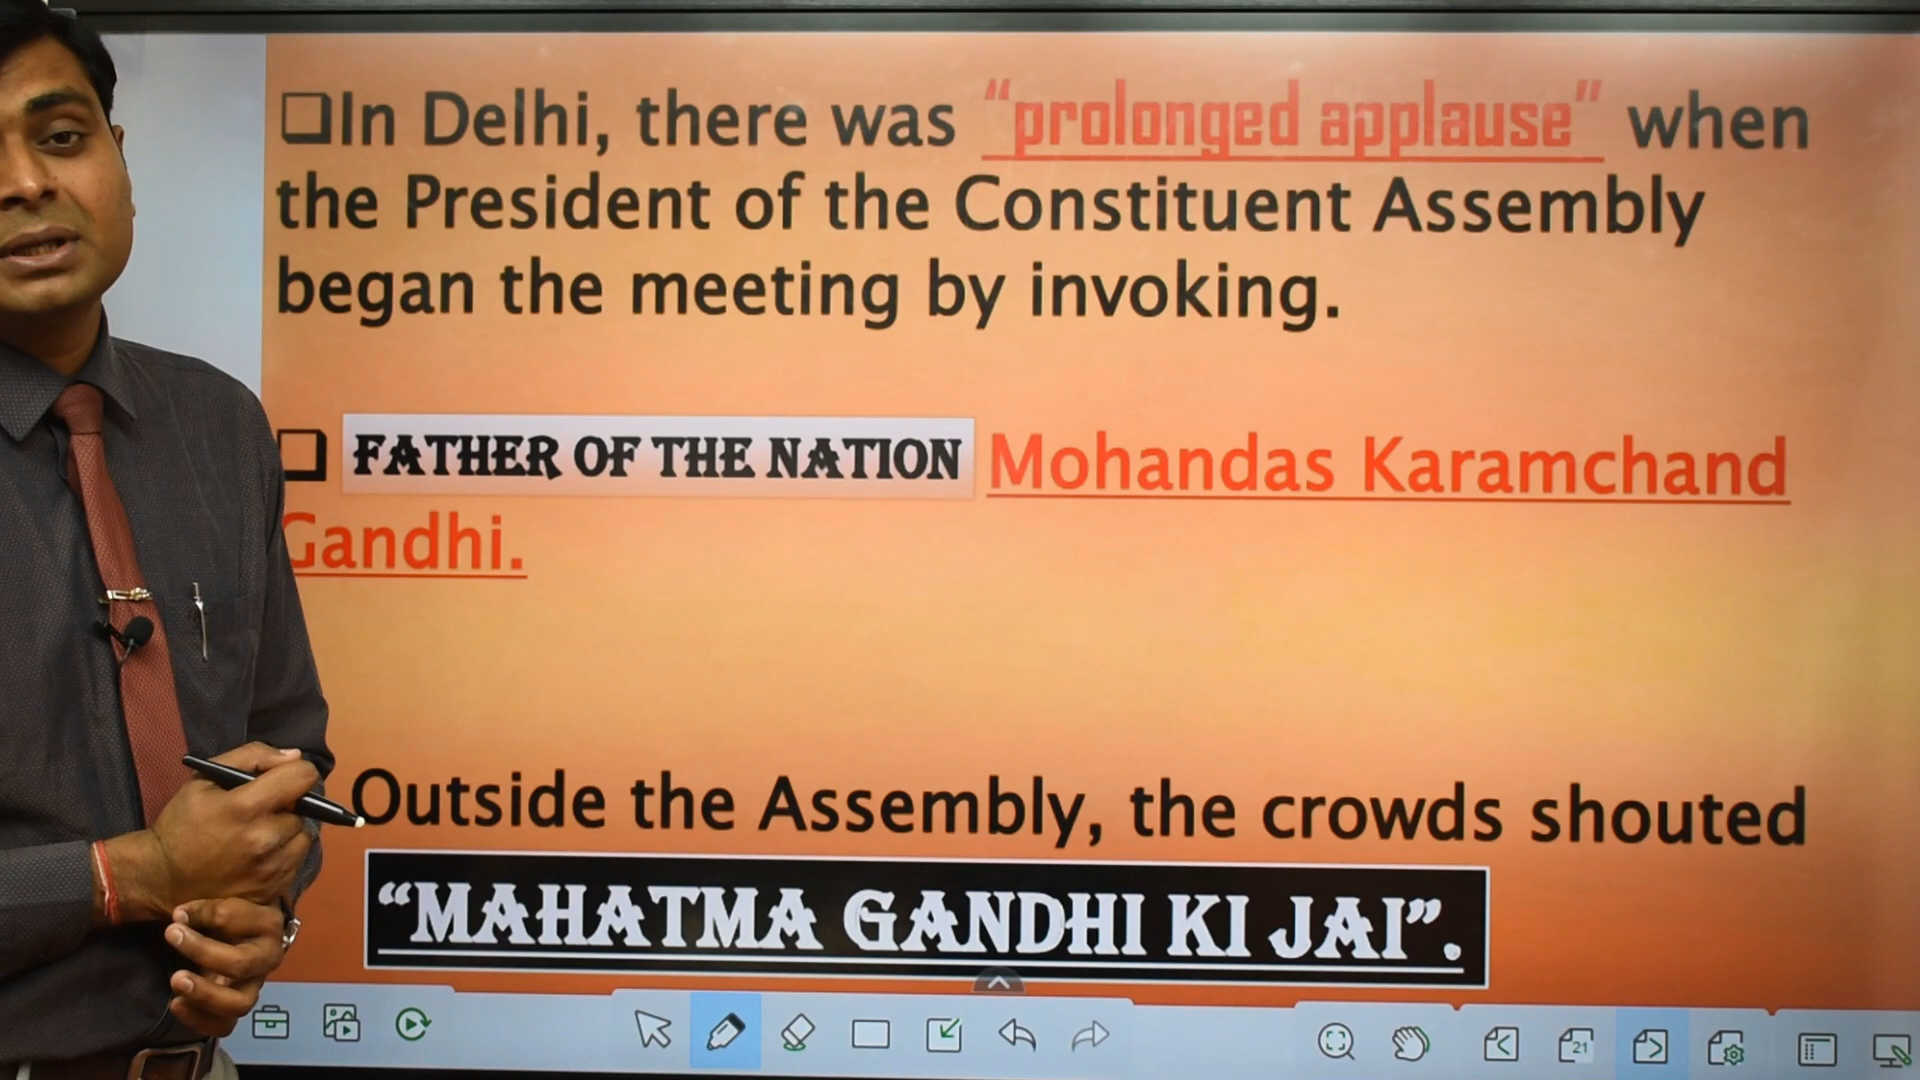 ❑In Delhi, there was “prolonged applause” when
the President of the Constituent Assembly
began the meeting by invoking.
❑ FATHER OF THE NATION Mohandas Karamchand
Gandhi.
Outside the Assembly, the crowds shouted
“MAHATMA GANDHI KI JAI”.
21